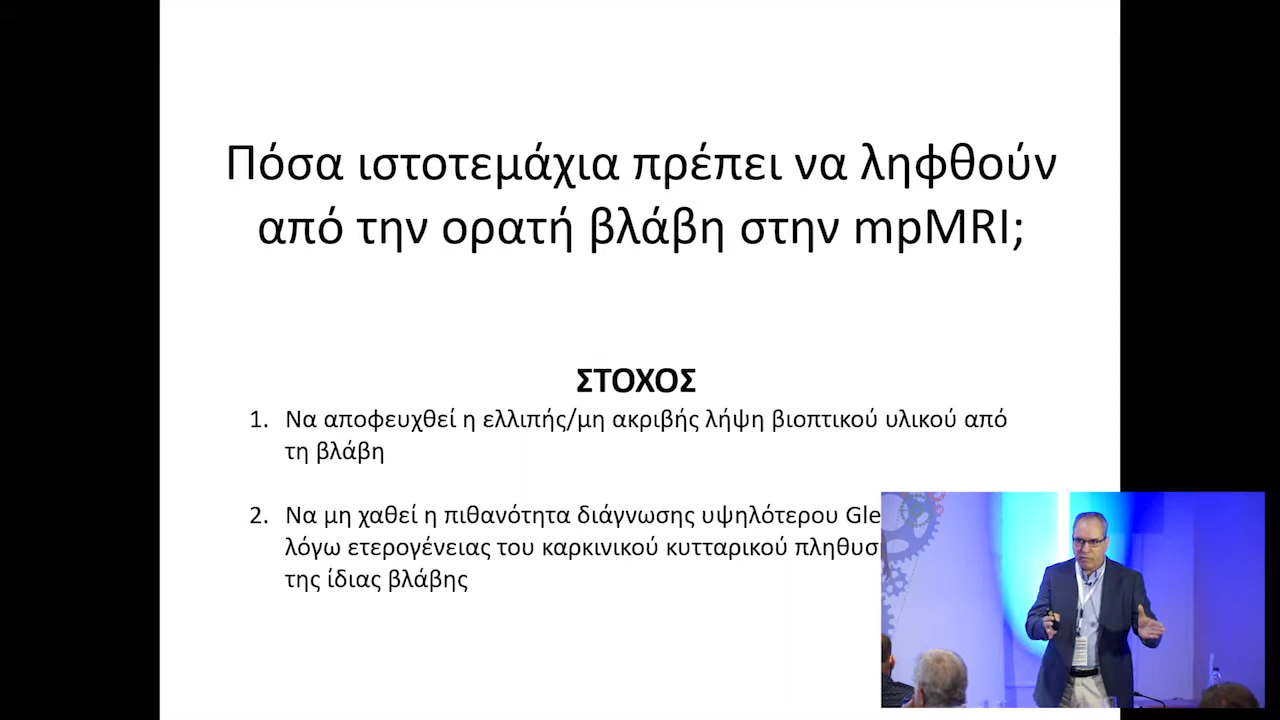 Πόσα ιστοτεμάχια πρέπει να ληφθούν
από την ορατή βλάβη στην mpMRI;
ΣΤΟΧΟΣ
1. Να αποφευχθεί η ελλιπής/μη ακριβής λήψη βιοπτικού υλικού από
τη βλάβη
2. Να μη χαθεί η πιθανότητα διάγνωσης υψηλότερου Gle
λόγω ετερογένειας του καρκινικού κυτταρικού πληθυσ
της ίδιας βλάβης